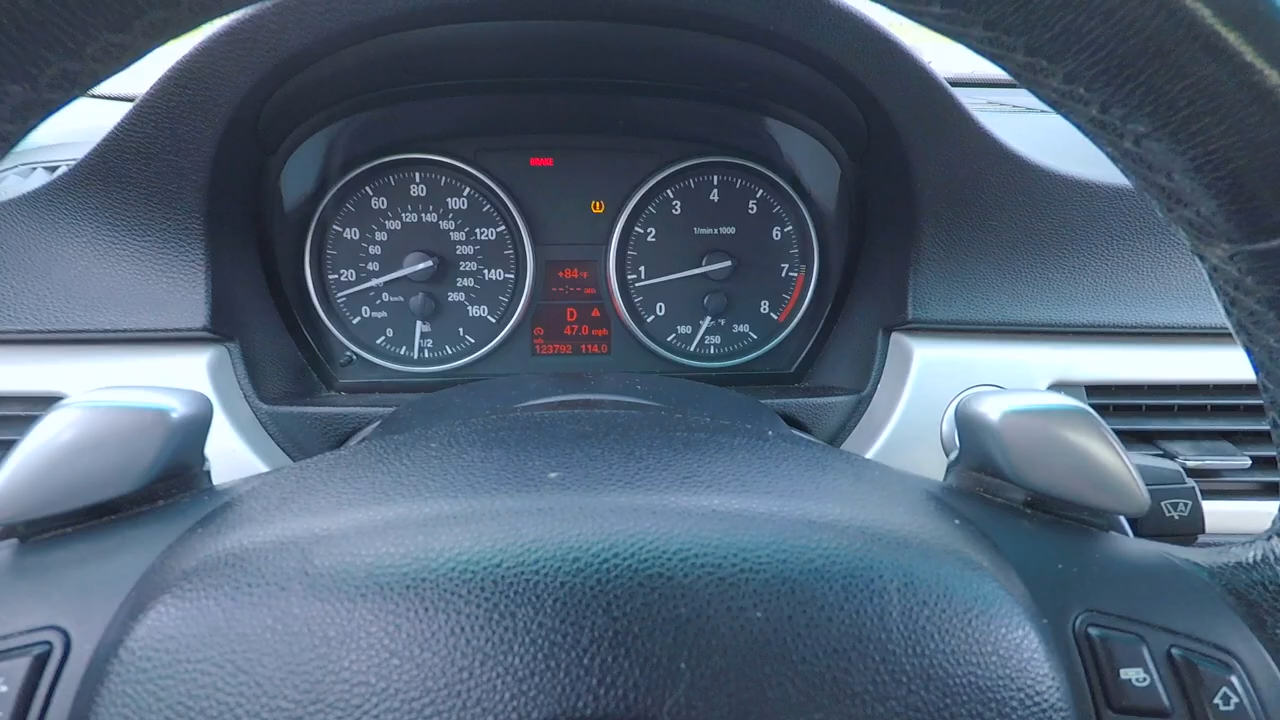 BRAKE
80
60 100
120 140
100 160
40 80 180 120
60 200
20 40 220 140
20 240
0 km/h 260
0 mph 160
0 1/2 1
4
3 5
1/min x 1000
2 6
1 7
0 8
°F
160 340
250
+84 °F
--:--
D
47.0 mph
123792 114.0
A